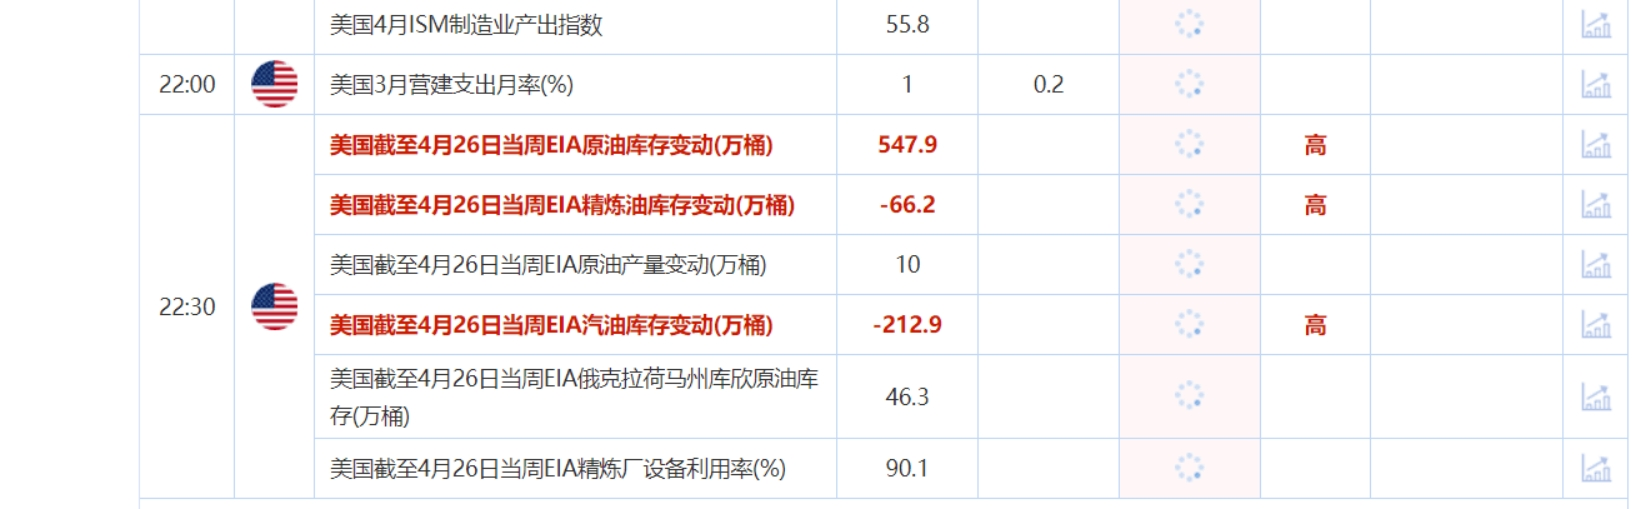 美国4月ISM制造业产出指数 55.8
22:00 美国3月营建支出月率(%) 1 0.2
美国截至4月26日当周EIA原油库存变动(万桶) 547.9 高
美国截至4月26日当周EIA精炼油库存变动(万桶) -66.2 高
美国截至4月26日当周EIA原油产量变动(万桶) 10
22:30
美国截至4月26日当周EIA汽油库存变动(万桶) -212.9 高
美国截至4月26日当周EIA俄克拉荷马州库欣原油库
存(万桶) 46.3
美国截至4月26日当周EIA精炼厂设备利用率(%) 90.1